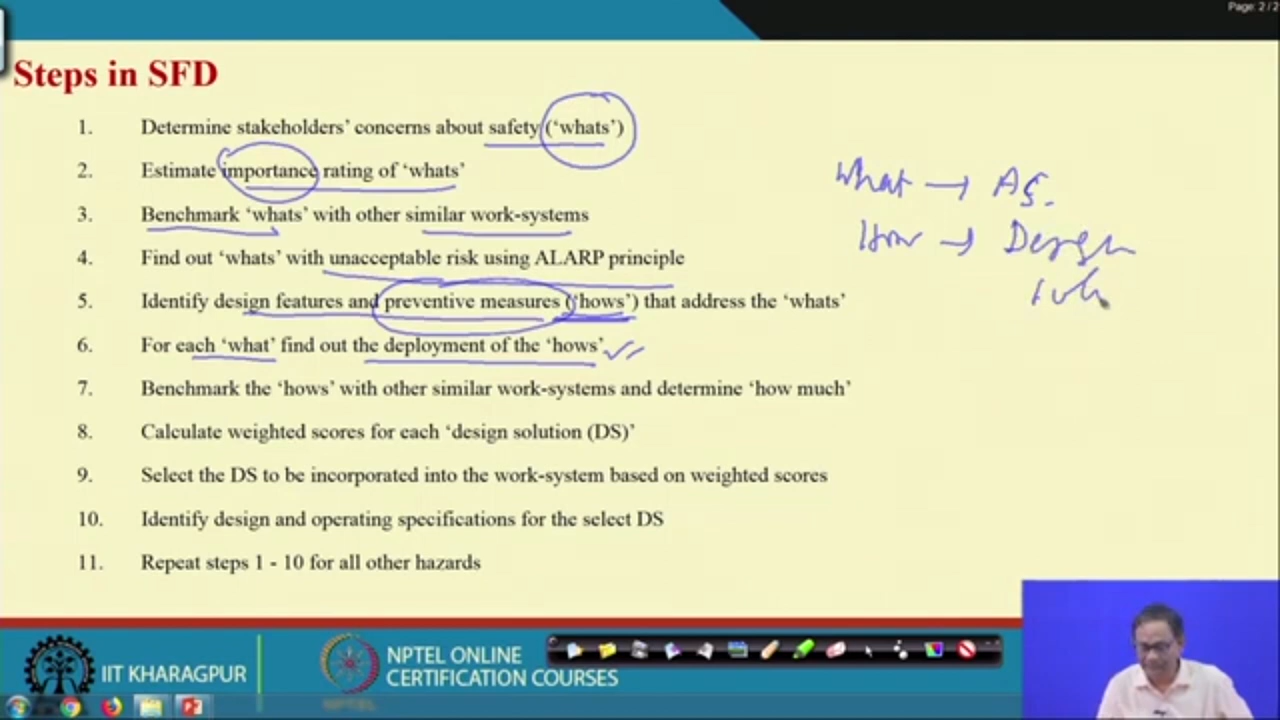 Page: 2 / 2
Steps in SFD
1. Determine stakeholders' concerns about safety ('whats')
2. Estimate importance rating of 'whats'
3. Benchmark 'whats' with other similar work-systems
4. Find out 'whats' with unacceptable risk using ALARP principle
5. Identify design features and preventive measures ('hows') that address the 'whats'
6. For each 'what' find out the deployment of the 'hows'
7. Benchmark the 'hows' with other similar work-systems and determine 'how much'
8. Calculate weighted scores for each 'design solution (DS)'
9. Select the DS to be incorporated into the work-system based on weighted scores
10. Identify design and operating specifications for the select DS
11. Repeat steps 1 - 10 for all other hazards
What →
How → Design
IIT KHARAGPUR
NPTEL ONLINE
CERTIFICATION COURSES
NPTEL